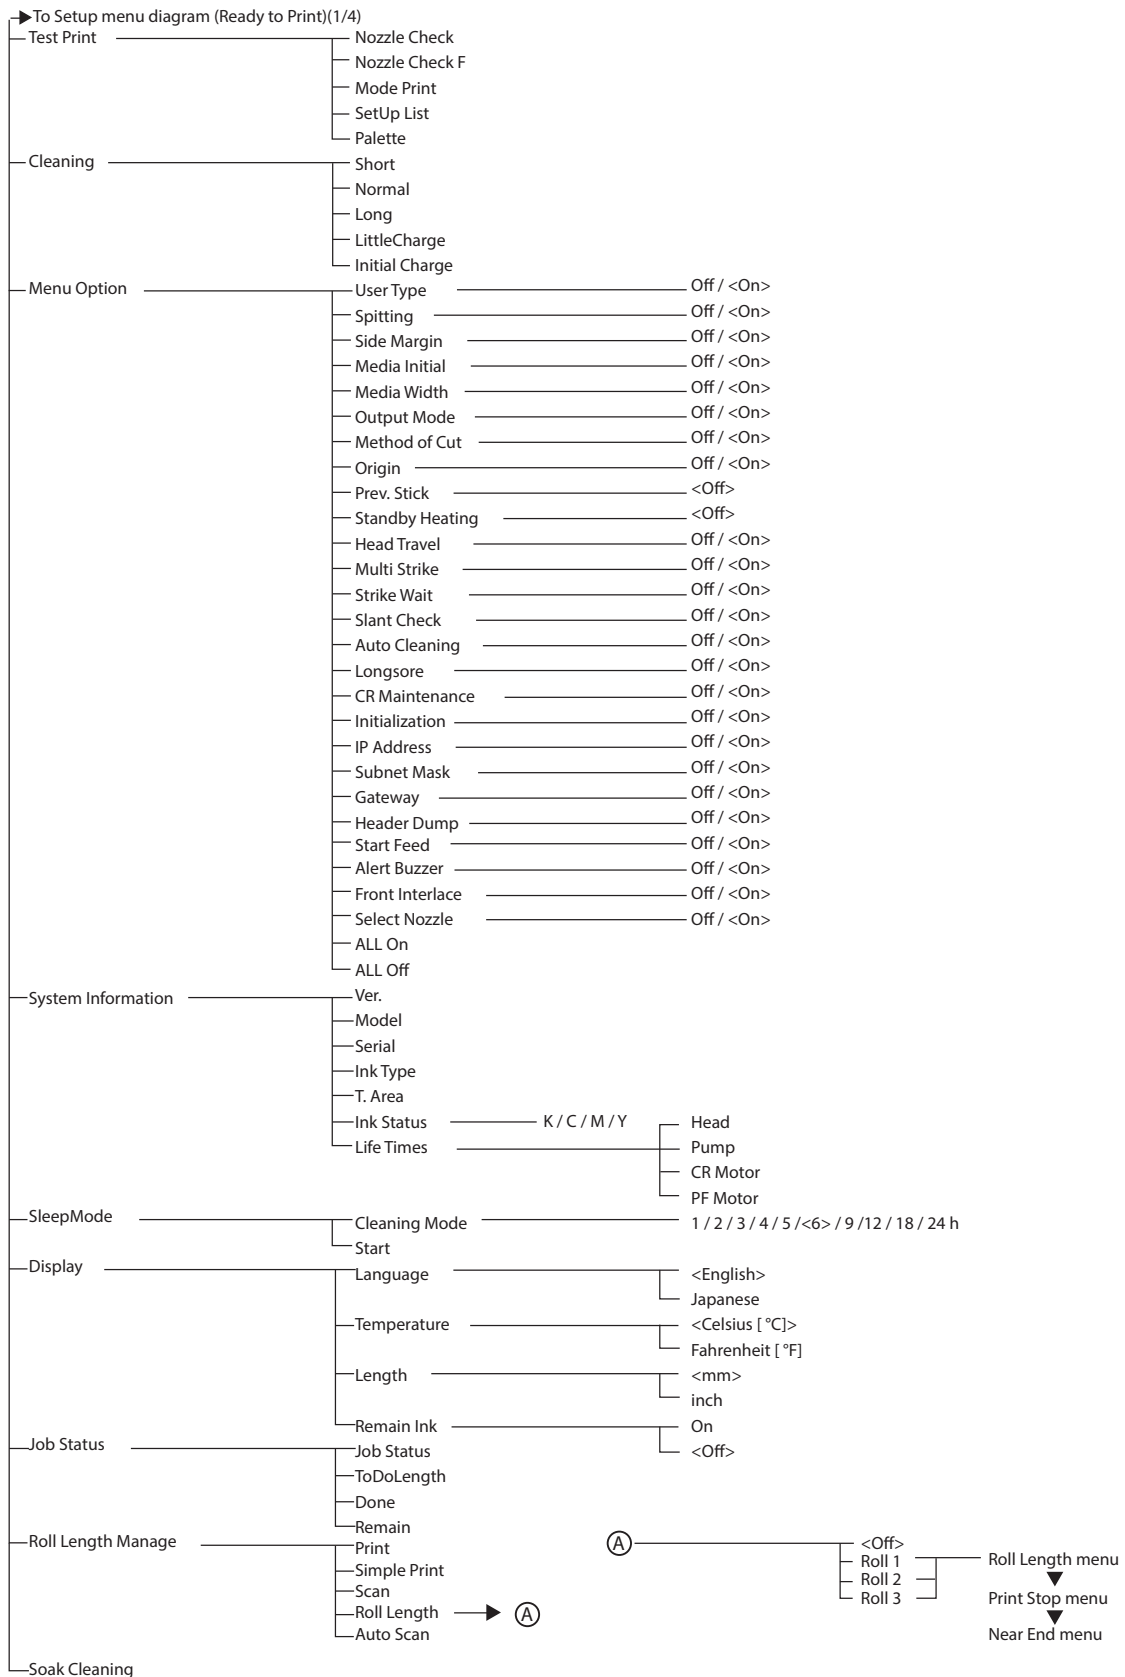 To Setup menu diagram (Ready to Print)(1/4)
Test Print Nozzle Check
Nozzle Check F
Mode Print
SetUp List
Palette
Cleaning Short
Normal
Long
LittleCharge
Initial Charge
Menu Option User Type Off / <On>
Spitting Off / <On>
Side Margin Off / <On>
Media Initial Off / <On>
Media Width Off / <On>
Output Mode Off / <On>
Method of Cut Off / <On>
Origin Off / <On>
Prev. Stick <Off>
Standby Heating <Off>
Head Travel Off / <On>
Multi Strike Off / <On>
Strike Wait Off / <On>
Slant Check Off / <On>
Auto Cleaning Off / <On>
Longsore Off / <On>
CR Maintenance Off / <On>
Initialization Off / <On>
IP Address Off / <On>
Subnet Mask Off / <On>
Gateway Off / <On>
Header Dump Off / <On>
Start Feed Off / <On>
Alert Buzzer Off / <On>
Front Interlace Off / <On>
Select Nozzle Off / <On>
ALL On
ALL Off
System Information Ver.
Model
Serial
Ink Type
T. Area
Ink Status K / C / M / Y Head
Life Times Pump
CR Motor
PF Motor
SleepMode Cleaning Mode 1 / 2 / 3 / 4 / 5 /<6> / 9 /12 / 18 / 24 h
Start
Display Language <English>
Japanese
Temperature <Celsius [ °C]>
Fahrenheit [ °F]
Length <mm>
inch
Remain Ink On
Job Status Job Status <Off>
ToDoLength
Done
Remain
Roll Length Manage Print A <Off>
Simple Print Roll 1 Roll Length menu
Scan Roll 2
Roll Length A Roll 3 Print Stop menu
Auto Scan Near End menu
Soak Cleaning